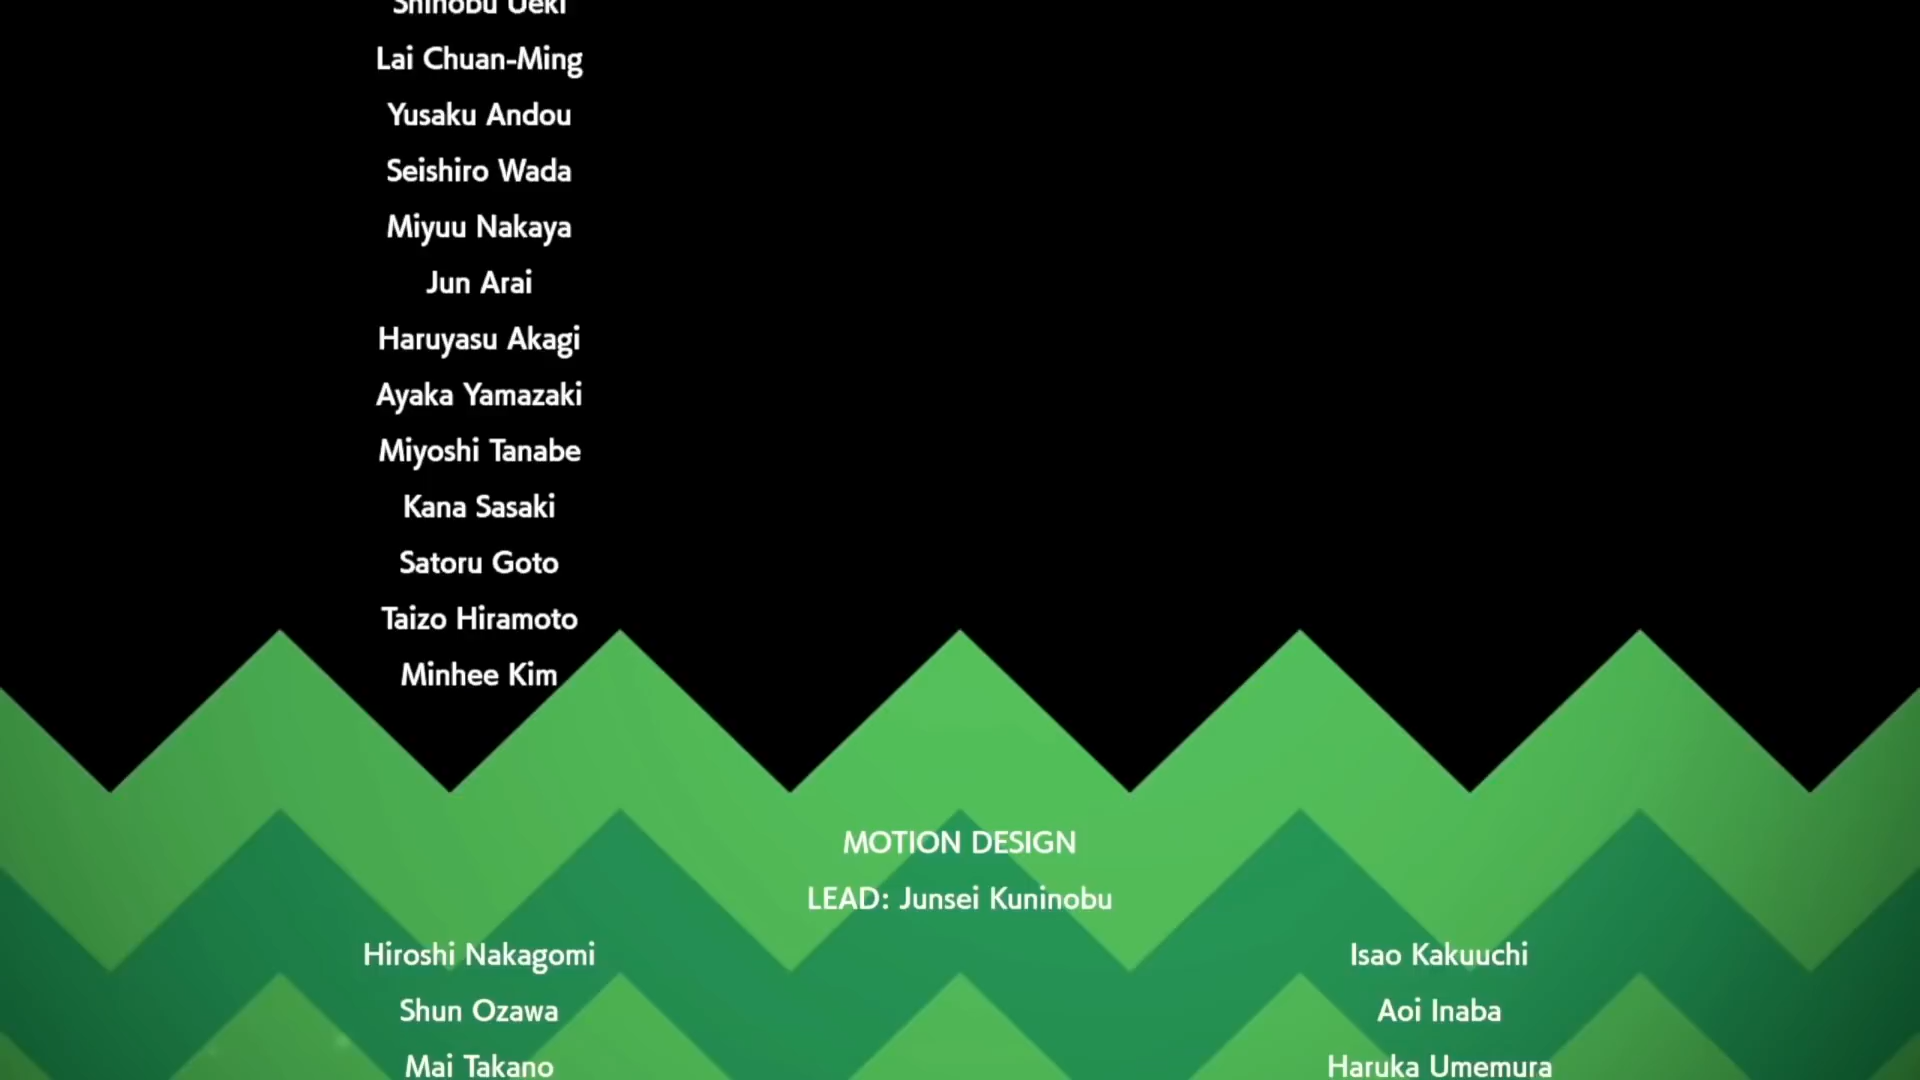 Shinobu Ueki
Lai Chuan-Ming
Yusaku Andou
Seishiro Wada
Miyuu Nakaya
Jun Arai
Haruyasu Akagi
Ayaka Yamazaki
Miyoshi Tanabe
Kana Sasaki
Satoru Goto
Taizo Hiramoto
Minhee Kim
MOTION DESIGN
LEAD: Junsei Kuninobu
Hiroshi Nakagomi
Isao Kakuuchi
Shun Ozawa
Aoi Inaba
Mai Takano
Haruka Umemura